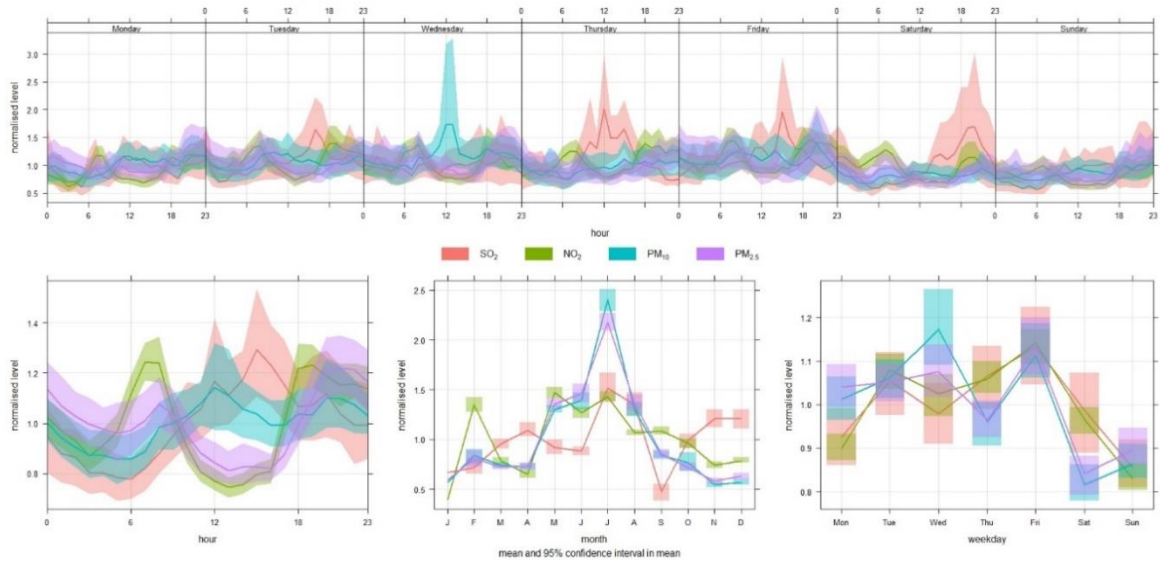 0 6 12 18 23 0 6 12 18 23 0 6 12 18 23
Monday Tuesday Wednesday Thursday Friday Saturday Sunday
normalised level
3.0
2.5
2.0
1.5
1.0
0.5
0 6 12 18 23 0 6 12 18 23 0 6 12 18 23 0 6 12 18 23
hour
SO₂ NO₂ PM₁₀ PM₂.₅
normalised level
1.4
1.2
1.0
0.8
0 6 12 18 23
hour
normalised level
2.5
2.0
1.5
1.0
0.5
J F M A M J J A S O N D
month
mean and 95% confidence interval in mean
normalised level
1.2
1.1
1.0
0.9
0.8
Mon Tue Wed Thu Fri Sat Sun
weekday